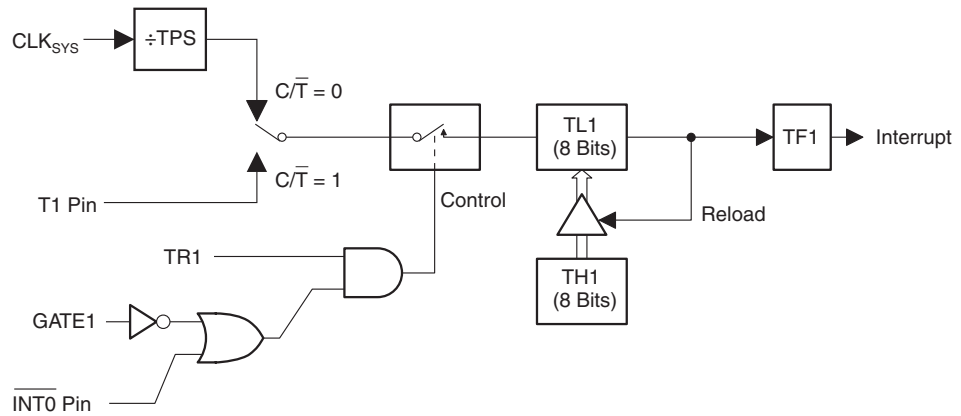 CLKSYS
÷TPS
C/T̅ = 0
C/T̅ = 1
T1 Pin
Control
TL1
(8 Bits)
TF1
Interrupt
Reload
TR1
TH1
(8 Bits)
GATE1
I̅N̅T̅0̅ Pin